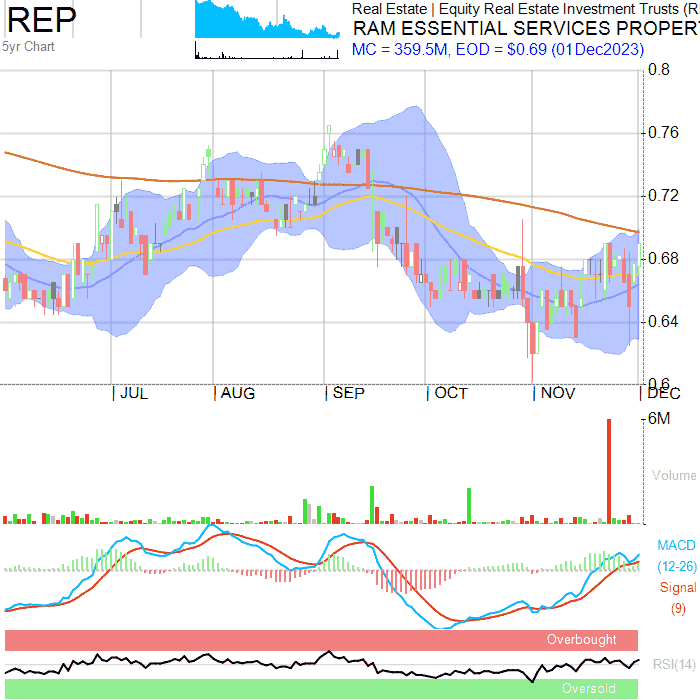 REP
5yr Chart
Real Estate | Equity Real Estate Investment Trusts (R
RAM ESSENTIAL SERVICES PROPER
MC = 359.5M, EOD = $0.69 (01Dec2023)
0.8
0.76
0.72
0.68
0.64
0.6
JUL AUG SEP OCT NOV DEC
6M
Volume
MACD
(12-26)
Signal
(9)
Overbought
RSI(14)
Oversold